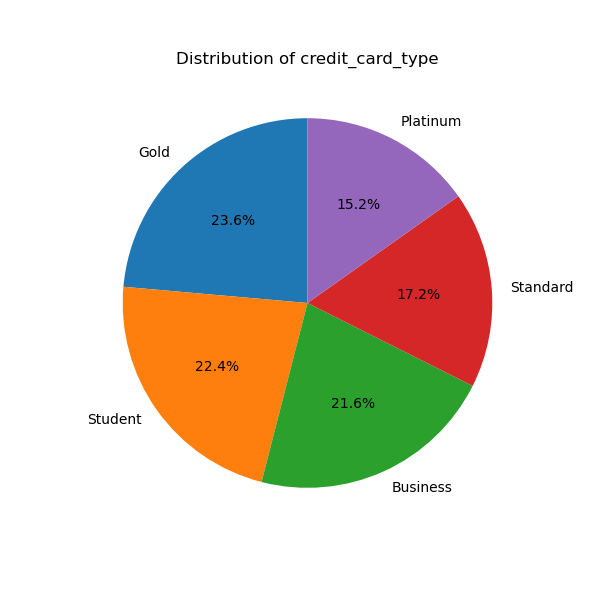 Distribution of credit_card_type
Platinum
Gold
15.2%
23.6%
Standard
17.2%
22.4%
21.6%
Student
Business